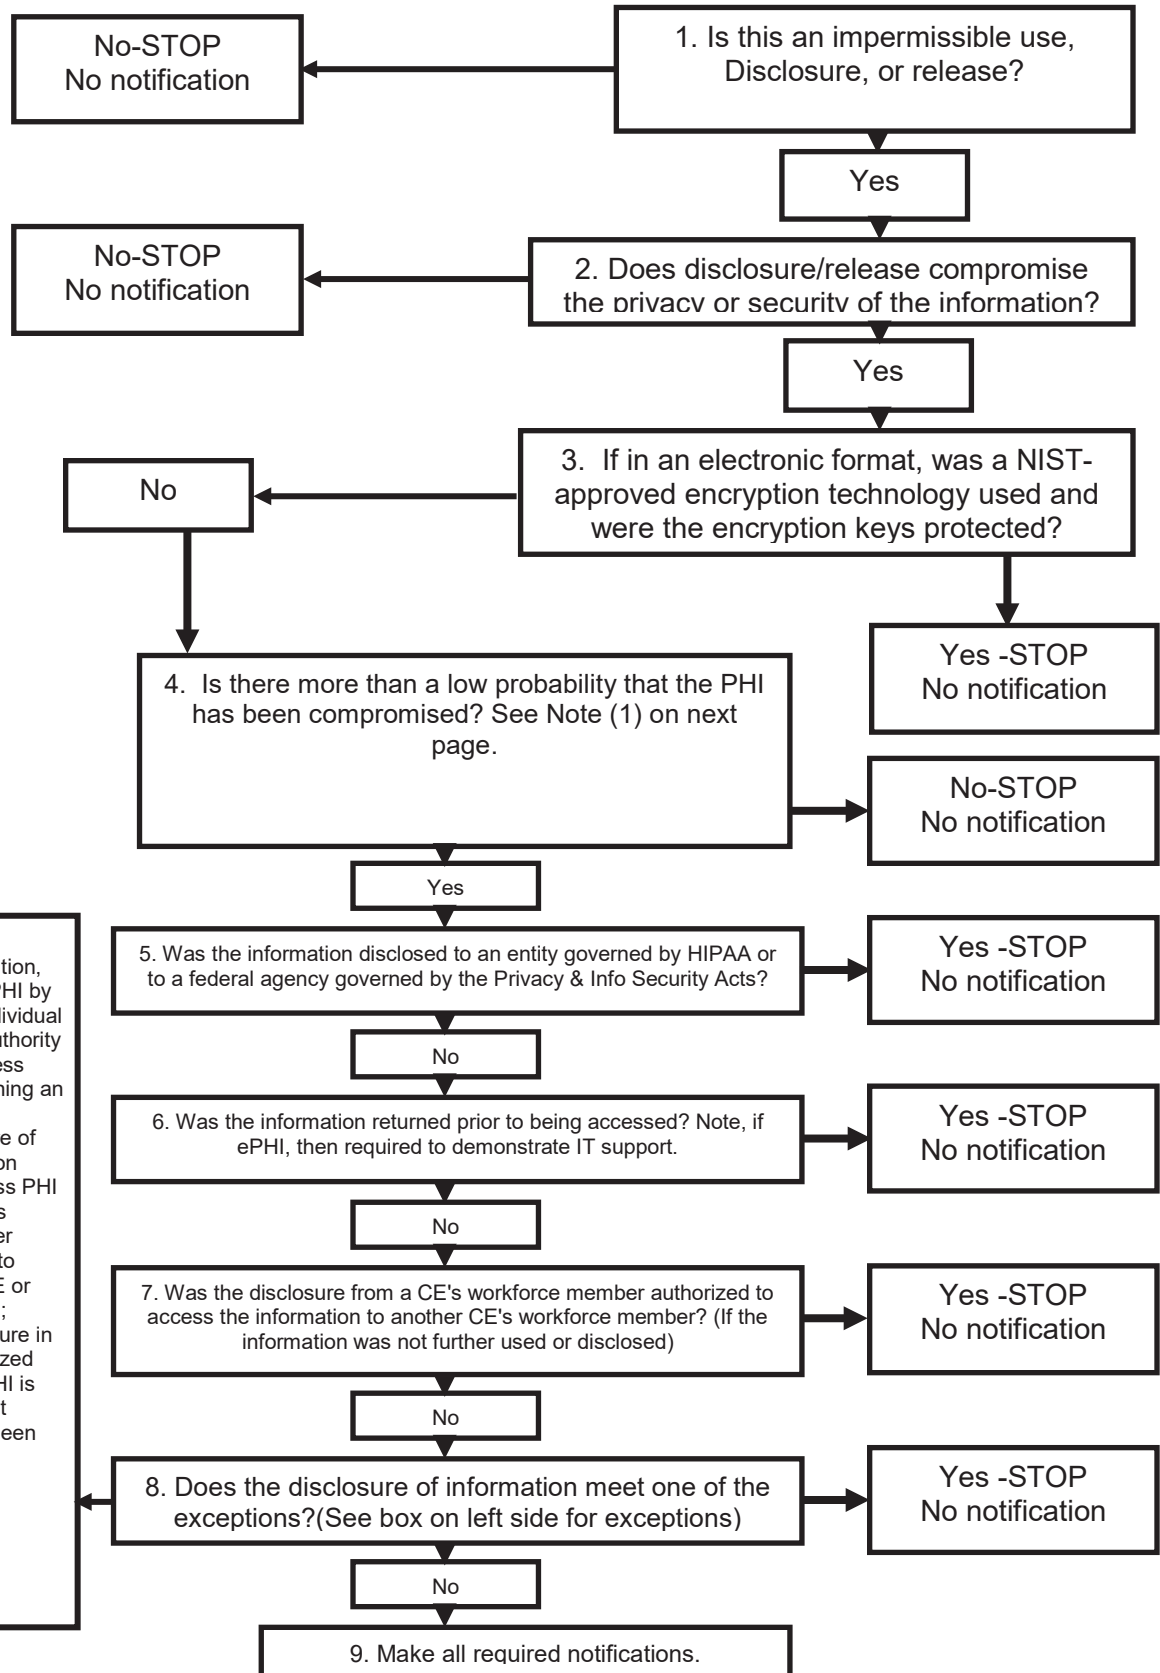 No-STOP
No notification
1. Is this an impermissible use,
Disclosure, or release?
Yes
No-STOP
No notification
2. Does disclosure/release compromise
the privacy or security of the information?
Yes
3. If in an electronic format, was a NIST-
approved encryption technology used and
were the encryption keys protected?
No
Yes -STOP
No notification
4. Is there more than a low probability that the PHI
has been compromised? See Note (1) on next
page.
No-STOP
No notification
Yes
5. Was the information disclosed to an entity governed by HIPAA or
to a federal agency governed by the Privacy & Info Security Acts?
Yes -STOP
No notification
No
6. Was the information returned prior to being accessed? Note, if
ePHI, then required to demonstrate IT support.
Yes -STOP
No notification
No
7. Was the disclosure from a CE's workforce member authorized to
access the information to another CE's workforce member? (If the
information was not further used or disclosed)
Yes -STOP
No notification
No
8. Does the disclosure of information meet one of the
exceptions?(See box on left side for exceptions)
Yes -STOP
No notification
No
9. Make all required notifications.
by
of
to
or
ure in
is